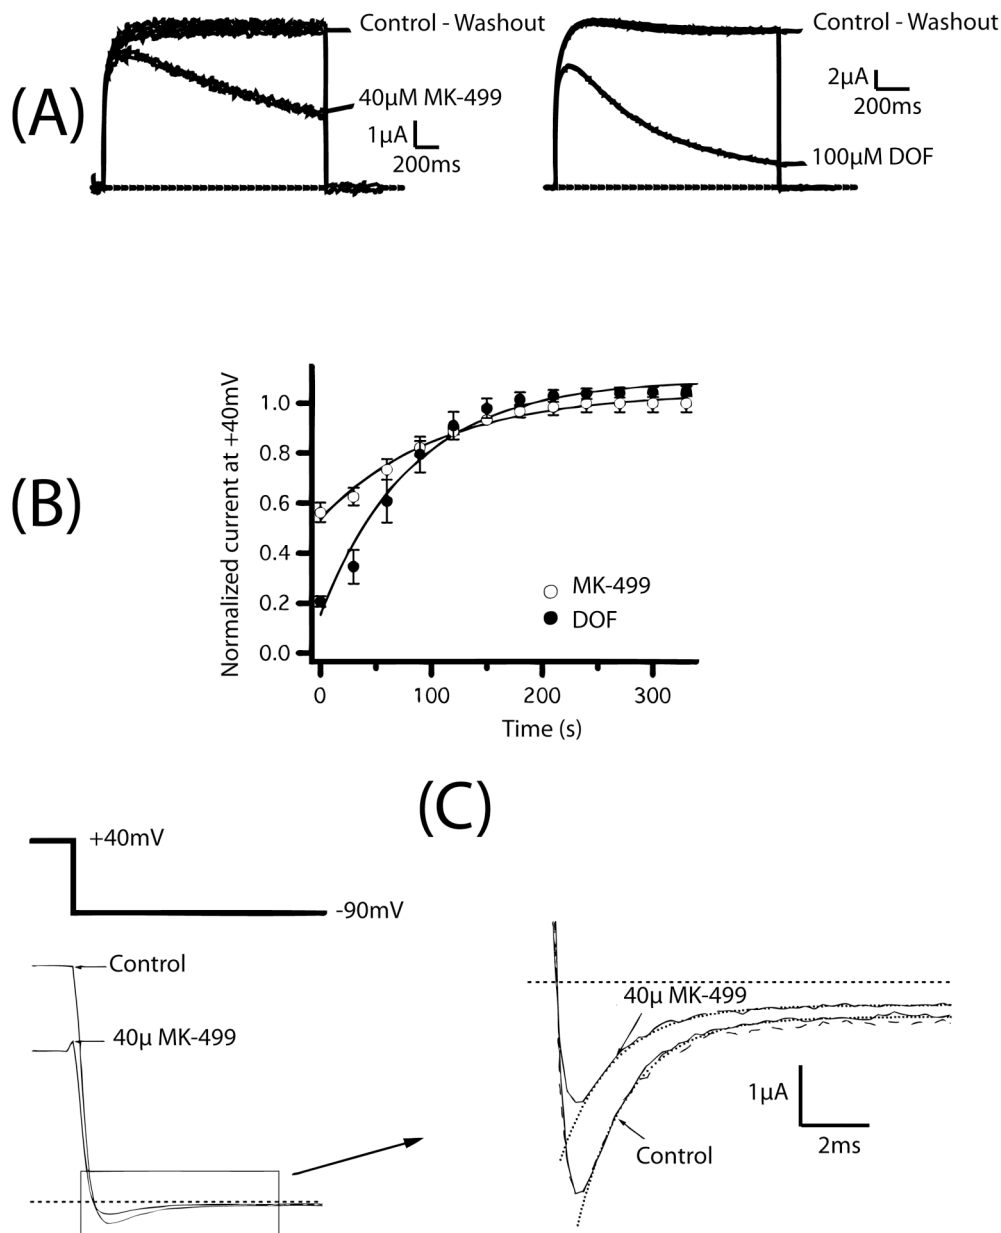 (A)
Control - Washout
40µM MK-499
1µA
200ms
Control - Washout
2µA
200ms
100µM DOF
(B)
Normalized current at +40mV
1.0
0.8
0.6
0.4
0.2
0.0
MK-499
DOF
0
100
200
300
Time (s)
(C)
+40mV
-90mV
Control
40µ MK-499
40µ MK-499
1µA
2ms
Control